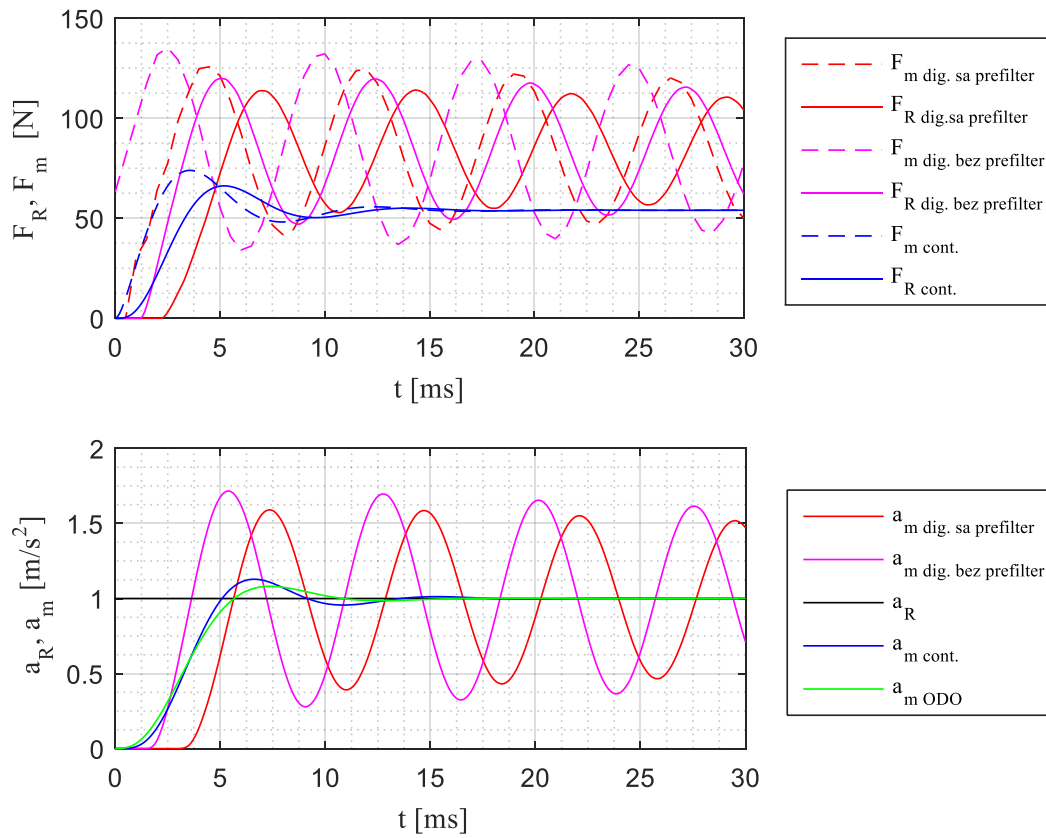 150
100
50
0
F_R, F_m [N]
0 5 10 15 20 25 30
t [ms]
F_m dig. sa prefilter
F_R dig.sa prefilter
F_m dig. bez prefilter
F_R dig. bez prefilter
F_m cont.
F_R cont.
2
1.5
1
0.5
0
a_R, a_m [m/s²]
0 5 10 15 20 25 30
t [ms]
a_m dig. sa prefilter
a_m dig. bez prefilter
a_R
a_m cont.
a_m ODO